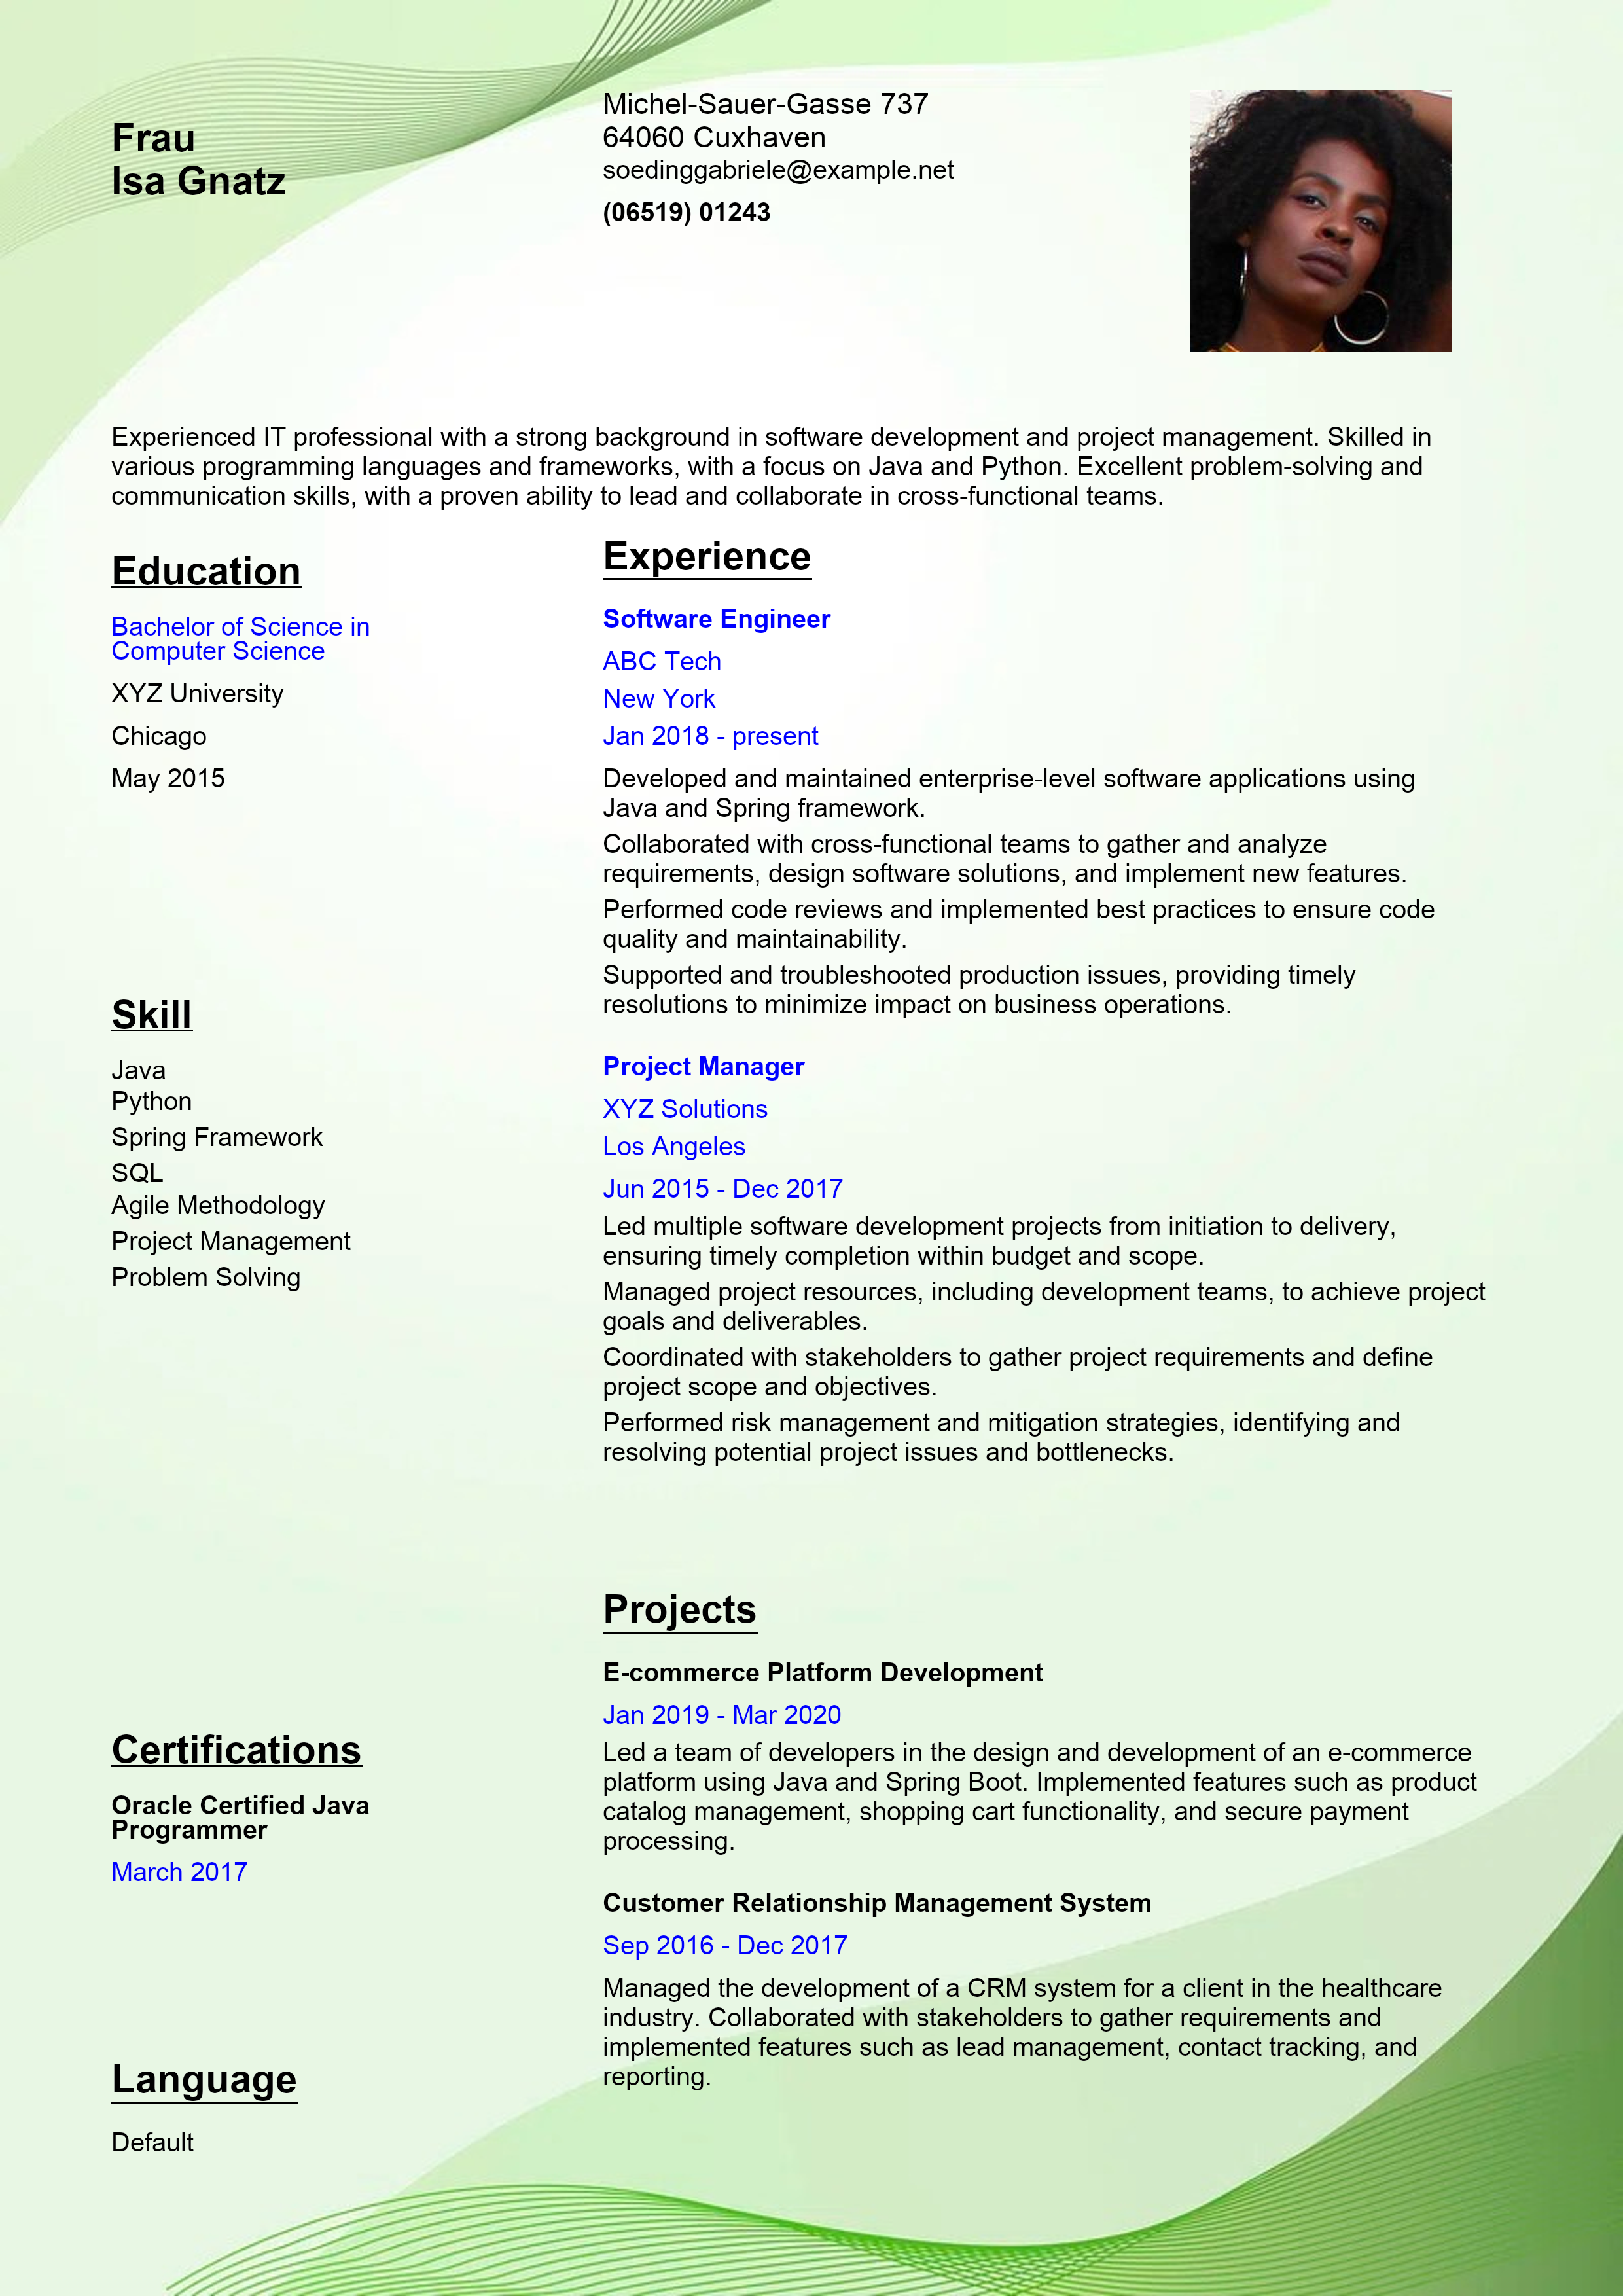 Frau
Isa Gnatz
Michel-Sauer-Gasse 737
64060 Cuxhaven
soedinggabriele@example.net
(06519) 01243
Experienced IT professional with a strong background in software development and project management. Skilled in
various programming languages and frameworks, with a focus on Java and Python. Excellent problem-solving and
communication skills, with a proven ability to lead and collaborate in cross-functional teams.
Education
Bachelor of Science in
Computer Science
XYZ University
Chicago
May 2015
Skill
Java
Python
Spring Framework
SQL
Agile Methodology
Project Management
Problem Solving
Certifications
Oracle Certified Java
Programmer
March 2017
Language
Default
Experience
Software Engineer
ABC Tech
New York
Jan 2018 - present
Developed and maintained enterprise-level software applications using
Java and Spring framework.
Collaborated with cross-functional teams to gather and analyze
requirements, design software solutions, and implement new features.
Performed code reviews and implemented best practices to ensure code
quality and maintainability.
Supported and troubleshooted production issues, providing timely
resolutions to minimize impact on business operations.
Project Manager
XYZ Solutions
Los Angeles
Jun 2015 - Dec 2017
Led multiple software development projects from initiation to delivery,
ensuring timely completion within budget and scope.
Managed project resources, including development teams, to achieve project
goals and deliverables.
Coordinated with stakeholders to gather project requirements and define
project scope and objectives.
Performed risk management and mitigation strategies, identifying and
resolving potential project issues and bottlenecks.
Projects
E-commerce Platform Development
Jan 2019 - Mar 2020
Led a team of developers in the design and development of an e-commerce
platform using Java and Spring Boot. Implemented features such as product
catalog management, shopping cart functionality, and secure payment
processing.
Customer Relationship Management System
Sep 2016 - Dec 2017
Managed the development of a CRM system for a client in the healthcare
industry. Collaborated with stakeholders to gather requirements and
implemented features such as lead management, contact tracking, and
reporting.